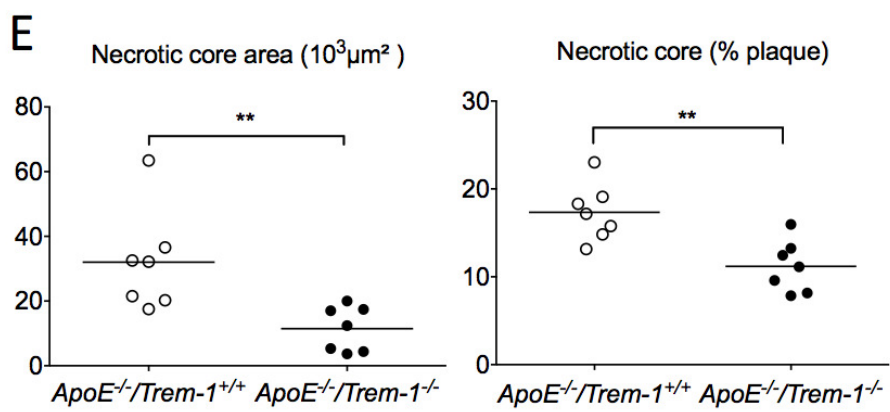 E
Necrotic core area (10³µm² )
80
60
40
20
0
**
ApoE⁻/⁻/Trem-1⁺/⁺
ApoE⁻/⁻/Trem-1⁻/⁻
Necrotic core (% plaque)
30
20
10
0
**
ApoE⁻/⁻/Trem-1⁺/⁺
ApoE⁻/⁻/Trem-1⁻/⁻